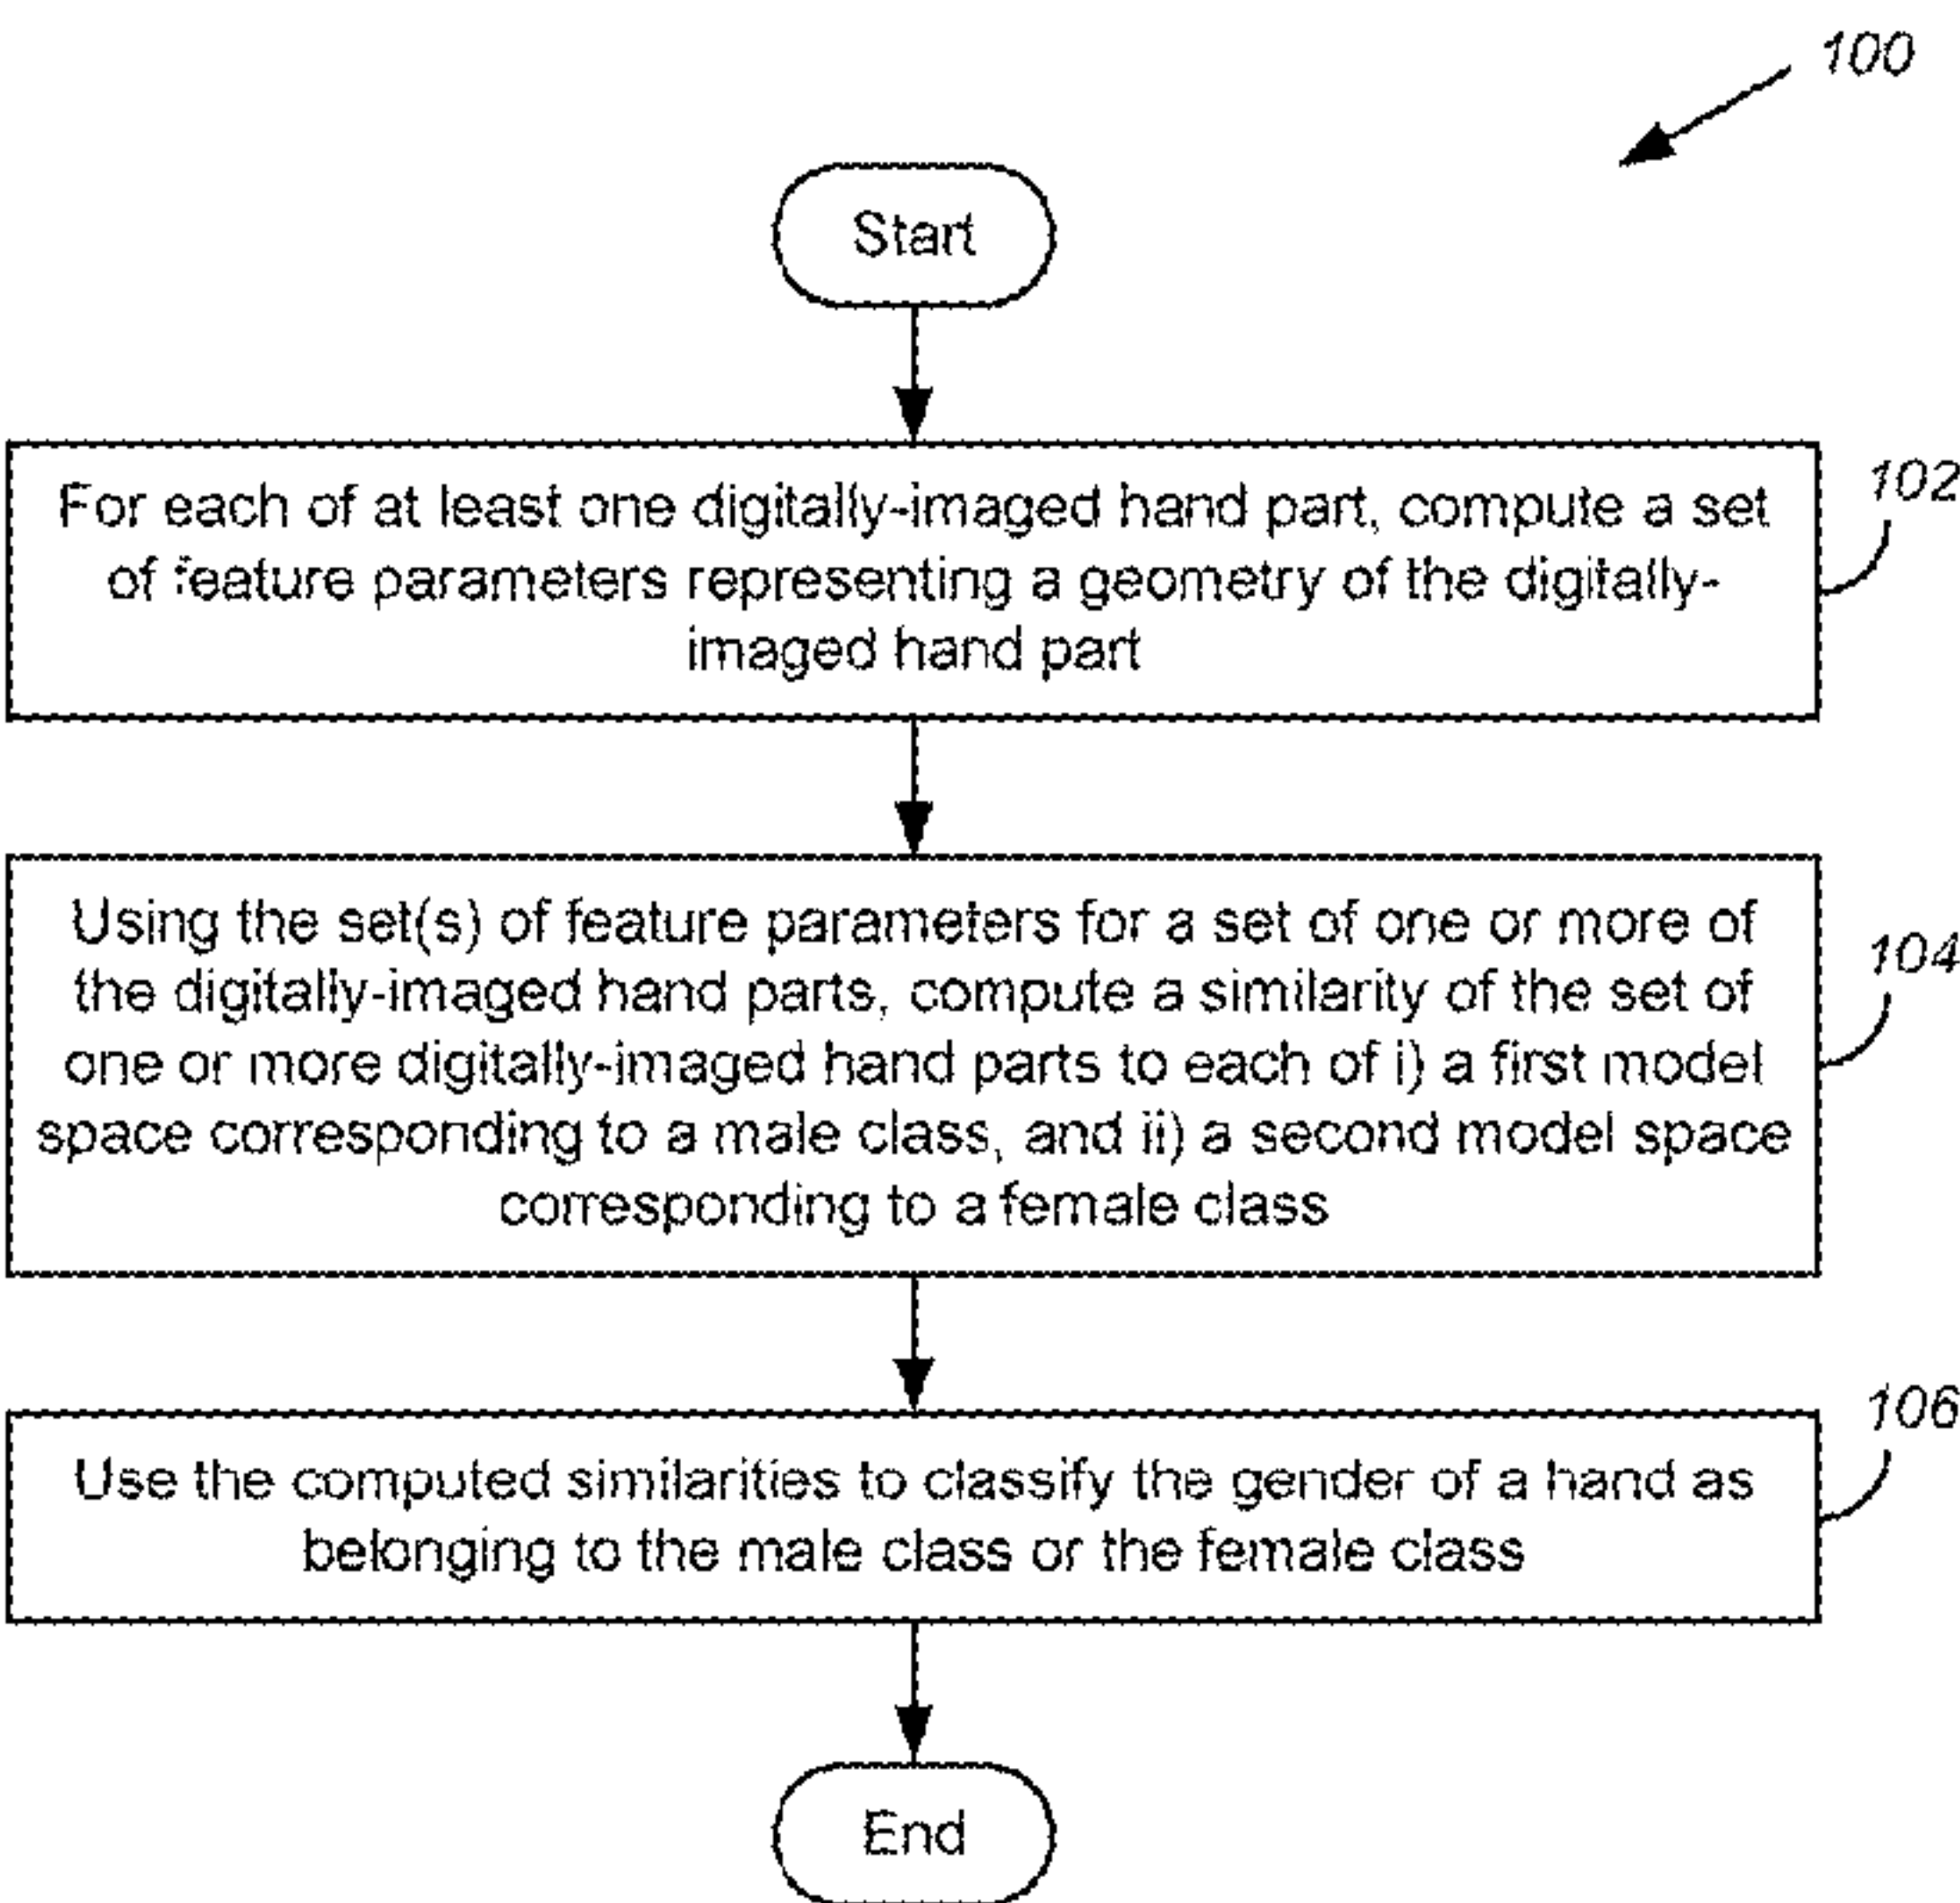 100
Start
For each of at least one digitally-imaged hand part, compute a set
of feature parameters representing a geometry of the digitally-
imaged hand part
102
Using the set(s) of feature parameters for a set of one or more of
the digitally-imaged hand parts, compute a similarity of the set of
one or more digitally-imaged hand parts to each of i) a first model
space corresponding to a male class, and ii) a second model space
corresponding to a female class
104
Use the computed similarities to classify the gender of a hand as
belonging to the male class or the female class
106
End